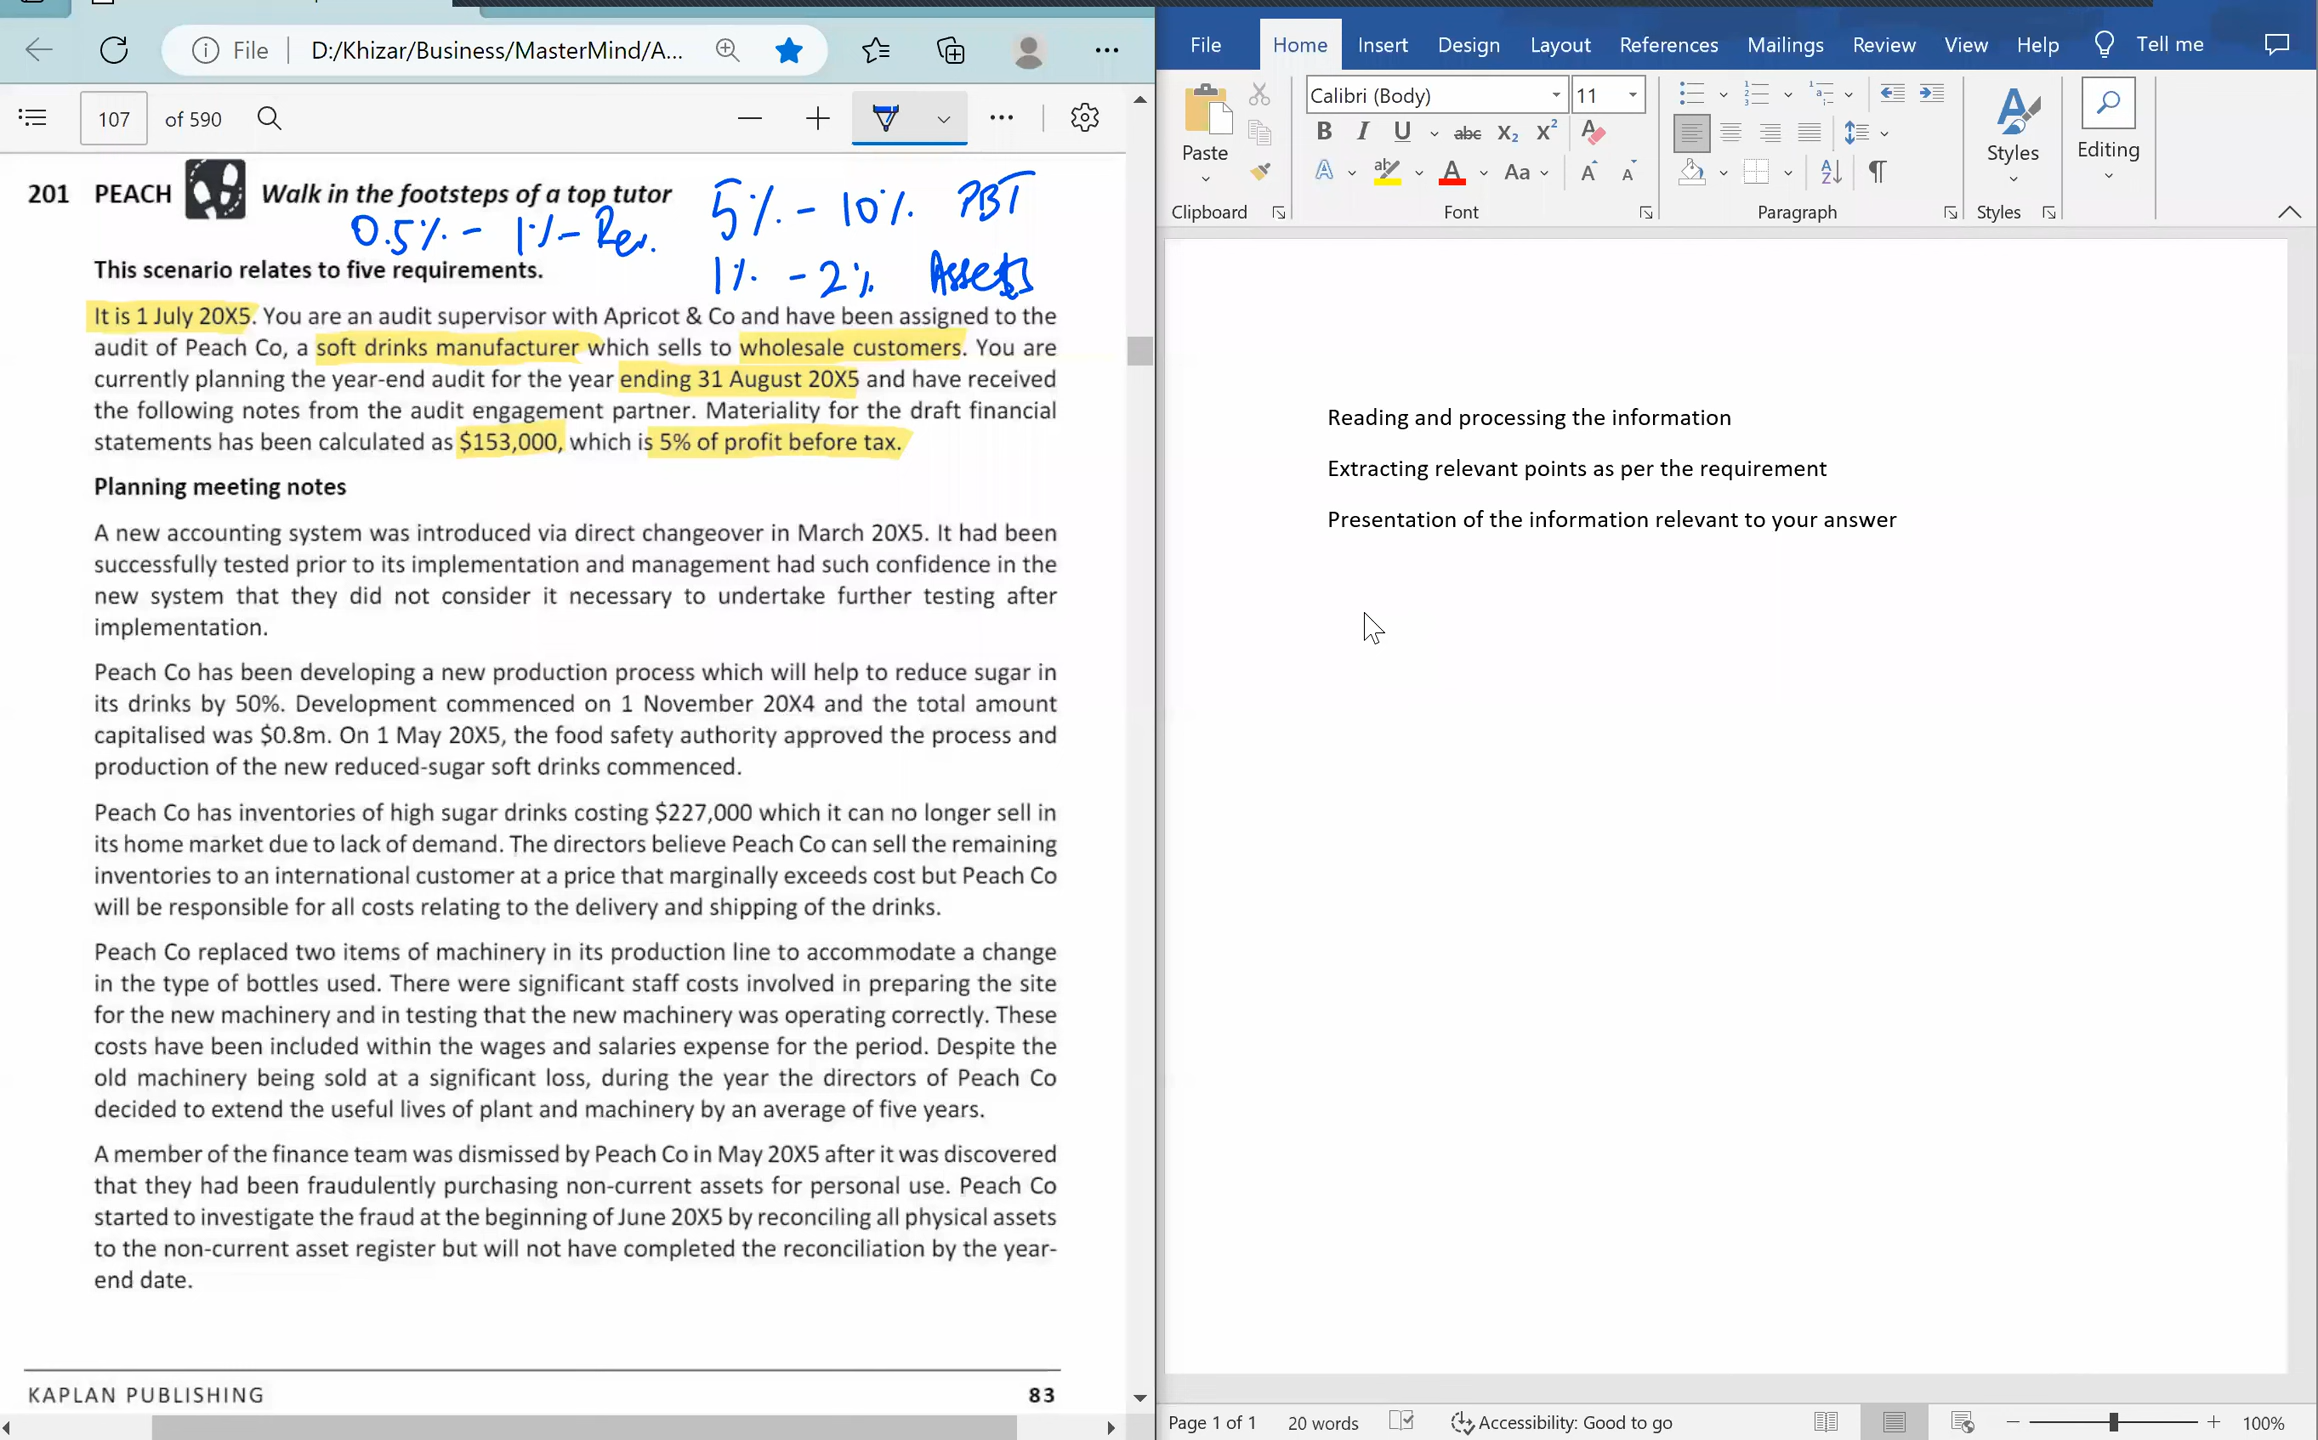 File D:/Khizar/Business/MasterMind/A...
107 of 590
201 PEACH Walk in the footsteps of a top tutor
5% - 10% PBT
0.5% - 1% - Rev.
1% - 2% Assets
This scenario relates to five requirements.
It is 1 July 20X5. You are an audit supervisor with Apricot & Co and have been assigned to the
audit of Peach Co, a soft drinks manufacturer which sells to wholesale customers. You are
currently planning the year-end audit for the year ending 31 August 20X5 and have received
the following notes from the audit engagement partner. Materiality for the draft financial
statements has been calculated as $153,000, which is 5% of profit before tax.
Planning meeting notes
A new accounting system was introduced via direct changeover in March 20X5. It had been
successfully tested prior to its implementation and management had such confidence in the
new system that they did not consider it necessary to undertake further testing after
implementation.
Peach Co has been developing a new production process which will help to reduce sugar in
its drinks by 50%. Development commenced on 1 November 20X4 and the total amount
capitalised was $0.8m. On 1 May 20X5, the food safety authority approved the process and
production of the new reduced-sugar soft drinks commenced.
Peach Co has inventories of high sugar drinks costing $227,000 which it can no longer sell in
its home market due to lack of demand. The directors believe Peach Co can sell the remaining
inventories to an international customer at a price that marginally exceeds cost but Peach Co
will be responsible for all costs relating to the delivery and shipping of the drinks.
Peach Co replaced two items of machinery in its production line to accommodate a change
in the type of bottles used. There were significant staff costs involved in preparing the site
for the new machinery and in testing that the new machinery was operating correctly. These
costs have been included within the wages and salaries expense for the period. Despite the
old machinery being sold at a significant loss, during the year the directors of Peach Co
decided to extend the useful lives of plant and machinery by an average of five years.
A member of the finance team was dismissed by Peach Co in May 20X5 after it was discovered
that they had been fraudulently purchasing non-current assets for personal use. Peach Co
started to investigate the fraud at the beginning of June 20X5 by reconciling all physical assets
to the non-current asset register but will not have completed the reconciliation by the year-
end date.
KAPLAN PUBLISHING 83
File Home Insert Design Layout References Mailings Review View Help Tell me
Calibri (Body) 11
B I U abc X₂ X²
Paste A ab A Aa A A Styles Editing
Clipboard Font Paragraph Styles
Reading and processing the information
Extracting relevant points as per the requirement
Presentation of the information relevant to your answer
Page 1 of 1 20 words Accessibility: Good to go 100%